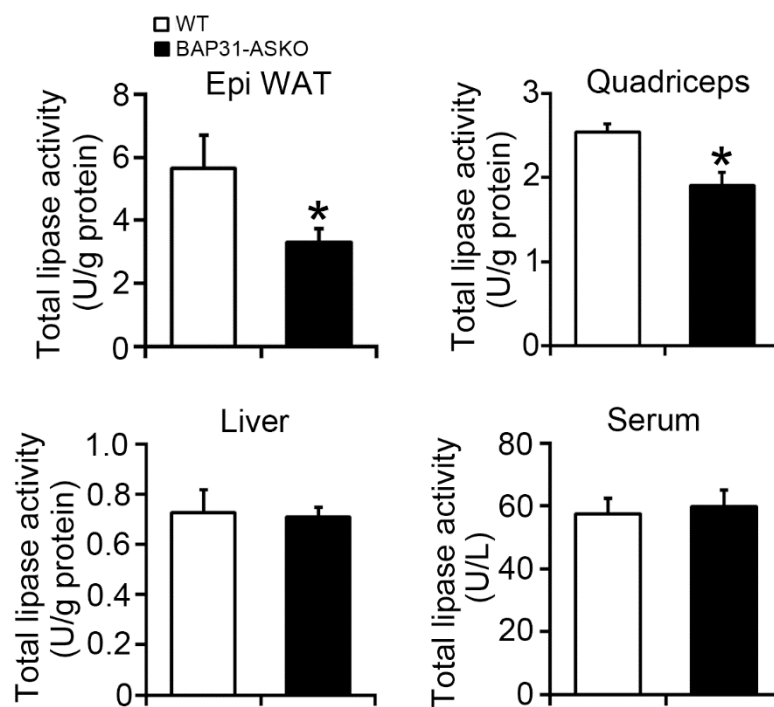 WT
BAP31-ASKO
Epi WAT
Total lipase activity
(U/g protein)
8
6
4
2
0
*
Quadriceps
Total lipase activity
(U/g protein)
3
2
1
0
*
Liver
Total lipase activity
(U/g protein)
1.0
0.8
0.6
0.4
0.2
0
Serum
Total lipase activity
(U/L)
80
60
40
20
0